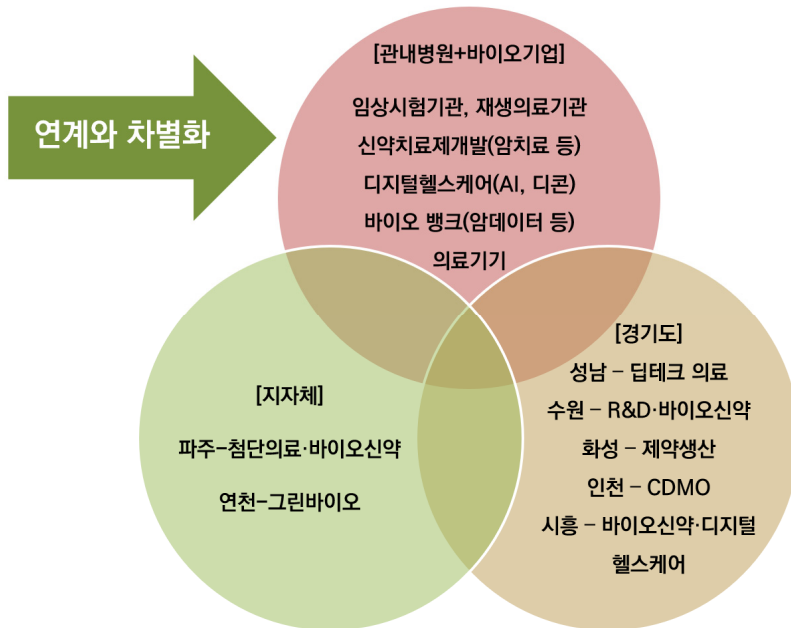 연계와 차별화
[관내병원+바이오기업]
임상시험기관, 재생의료기관
신약치료제개발(암치료 등)
디지털헬스케어(AI, 디콘)
바이오 뱅크(암데이터 등)
의료기기
[지자체]
파주-첨단의료·바이오신약
연천-그린바이오
[경기도]
성남 - 딥테크 의료
수원 - R&D·바이오신약
화성 - 제약생산
인천 - CDMO
시흥 - 바이오신약·디지털
헬스케어